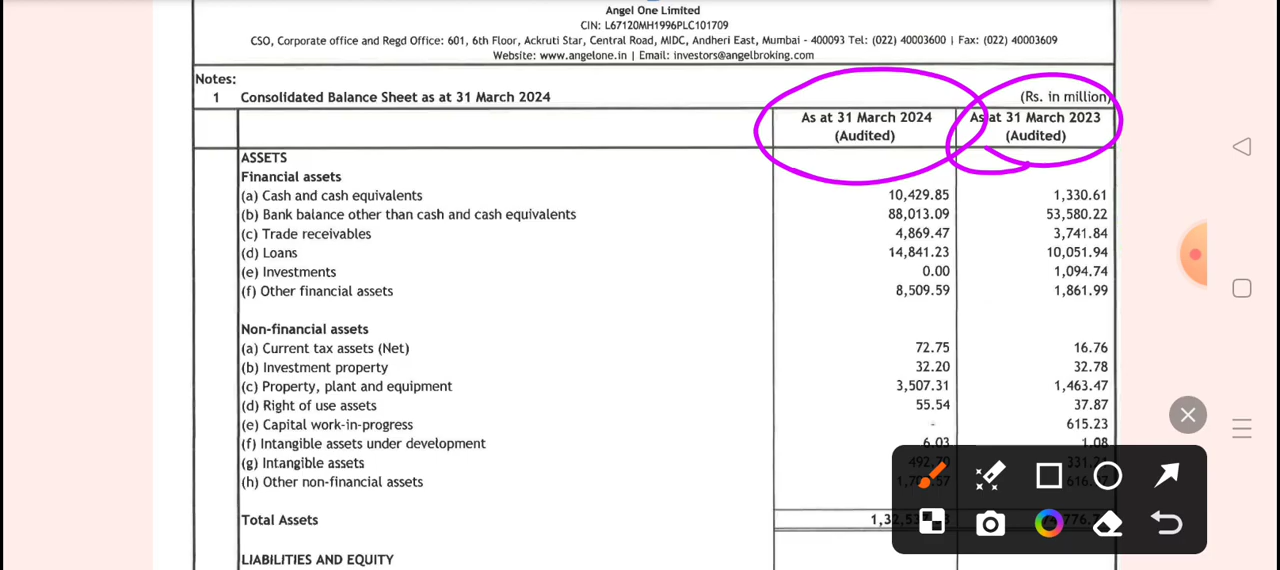 Angel One Limited
CIN: L67120MH1996PLC101709
CSO, Corporate office and Regd Office: 601, 6th Floor, Ackruti Star, Central Road, MIDC, Andheri East, Mumbai - 400093 Tel: (022) 40003600 | Fax: (022) 40003609
Website: www.angelone.in | Email: investors@angelbroking.com
Notes:
1 Consolidated Balance Sheet as at 31 March 2024 (Rs. in million)
As at 31 March 2024 As at 31 March 2023
(Audited) (Audited)
ASSETS
Financial assets
(a) Cash and cash equivalents 10,429.85 1,330.61
(b) Bank balance other than cash and cash equivalents 88,013.09 53,580.22
(c) Trade receivables 4,869.47 3,741.84
(d) Loans 14,841.23 10,051.94
(e) Investments 0.00 1,094.74
(f) Other financial assets 8,509.59 1,861.99
Non-financial assets
(a) Current tax assets (Net) 72.75 16.76
(b) Investment property 32.20 32.78
(c) Property, plant and equipment 3,507.31 1,463.47
(d) Right of use assets 55.54 37.87
(e) Capital work-in-progress - 615.23
(f) Intangible assets under development 6.03 1.08
(g) Intangible assets
(h) Other non-financial assets
Total Assets
LIABILITIES AND EQUITY